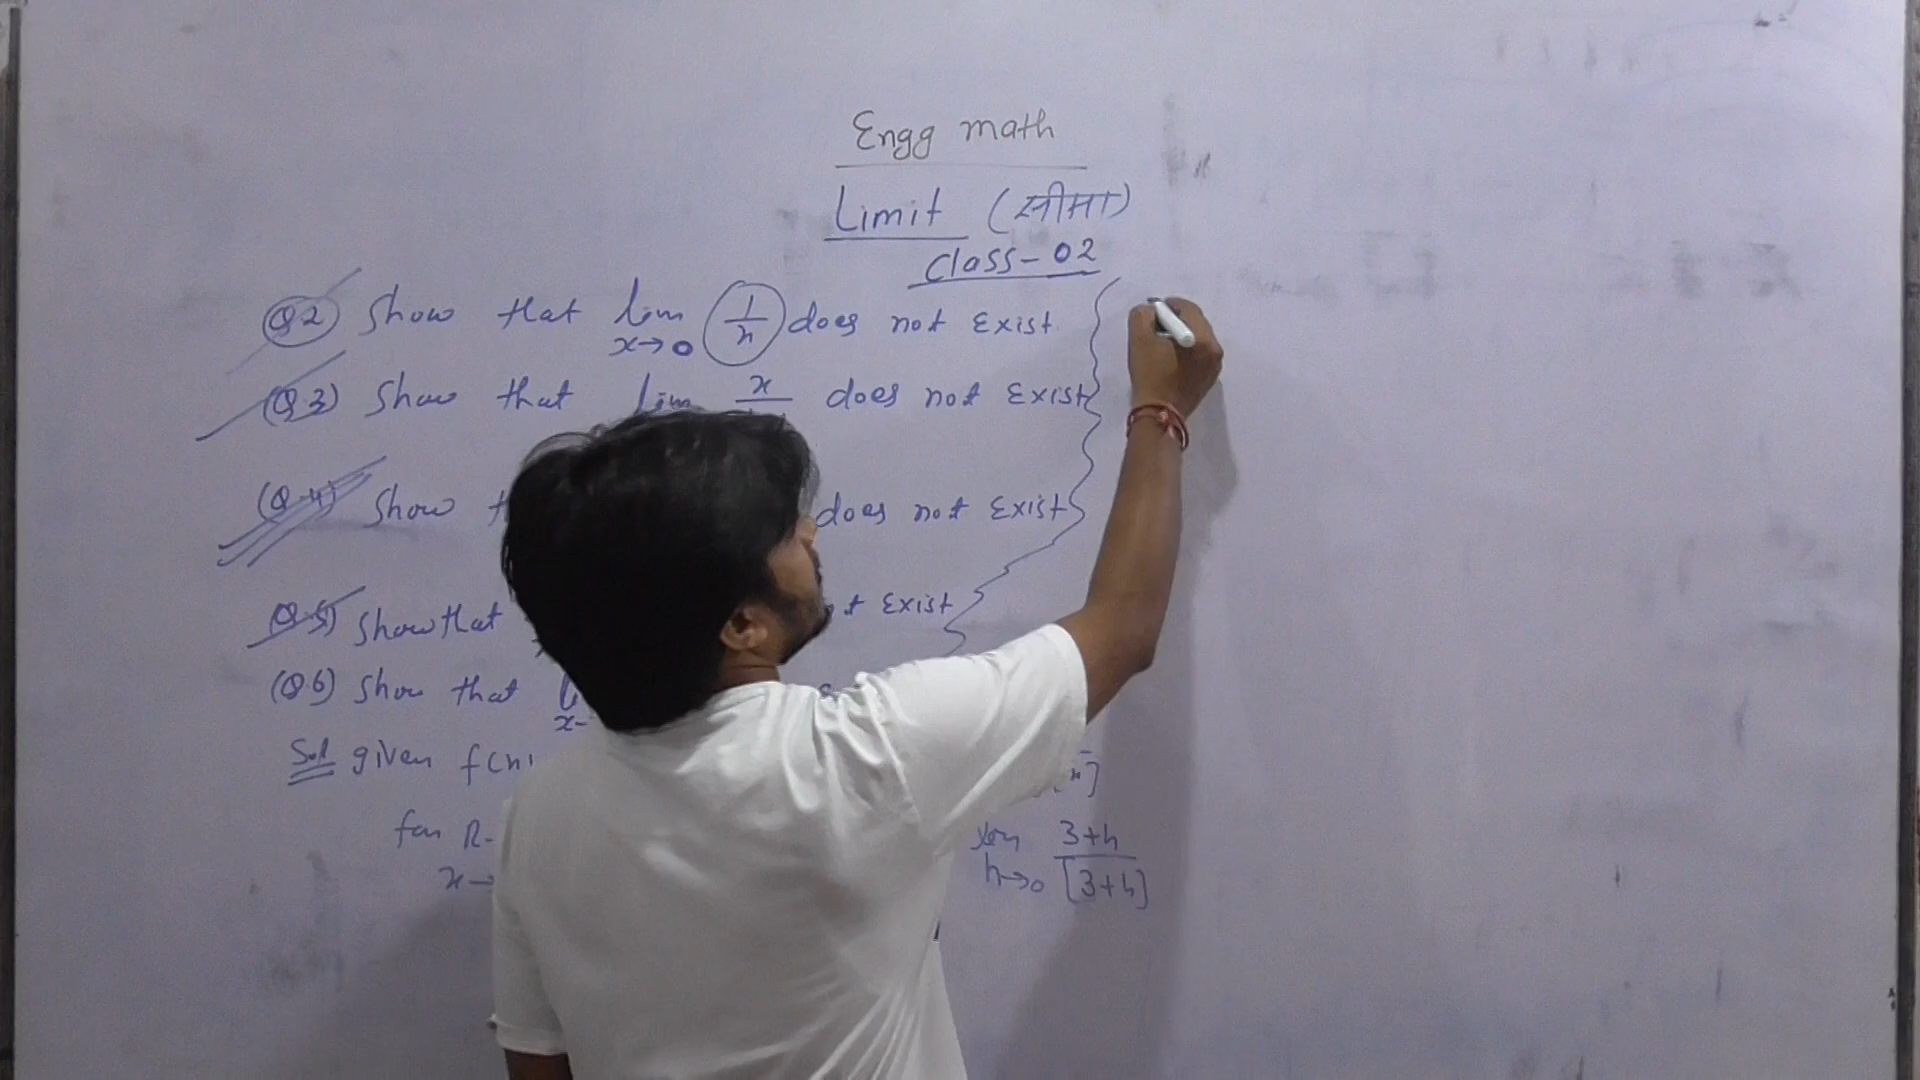 Engg math
Limit (सीमा)
Class-02
(Q2) Show that lim x→0 (1/x) does not Exist.
(Q3) Show that lim x does not Exist
(Q4) Show does not Exist
(Q5) Show that Exist
(Q6) Show that x-
Sol given f(x)
x]
for R- lim h→0 3+h/[3+h]
x→